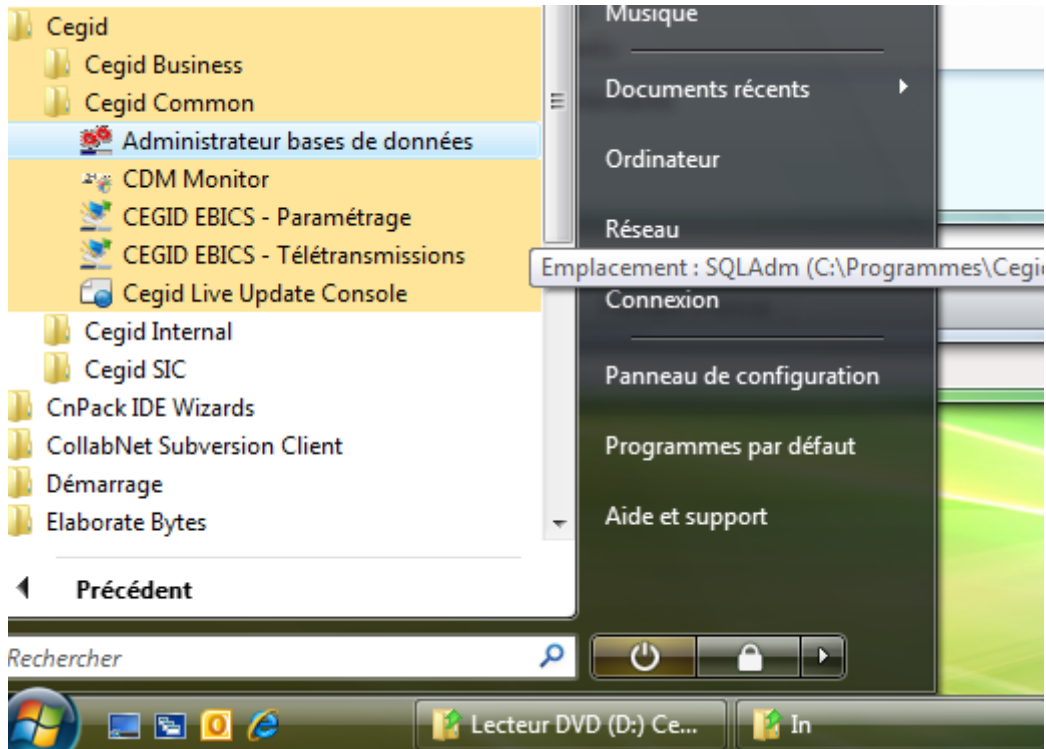 Cegid
Cegid Business
Cegid Common
Administrateur bases de données
CDM Monitor
CEGID EBICS - Paramétrage
CEGID EBICS - Télétransmissions
Cegid Live Update Console
Cegid Internal
Cegid SIC
CnPack IDE Wizards
CollabNet Subversion Client
Démarrage
Elaborate Bytes
Précédent
Rechercher
Musique
Documents récents
Ordinateur
Réseau
Emplacement : SQLAdm (C:\Programmes\Cegid
Connexion
Panneau de configuration
Programmes par défaut
Aide et support
Lecteur DVD (D:) Ce...
In